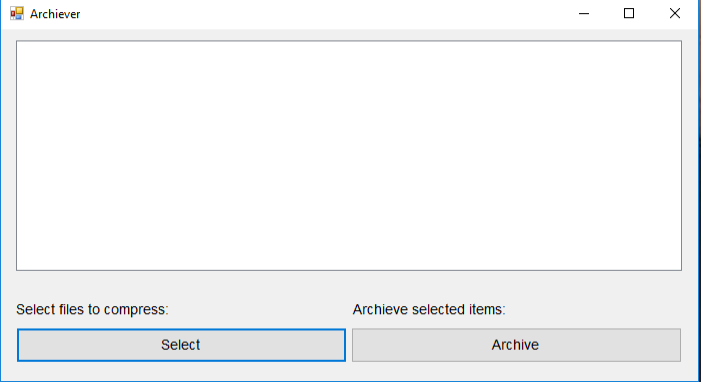 Archiever
Select files to compress:
Archieve selected items:
Select
Archive